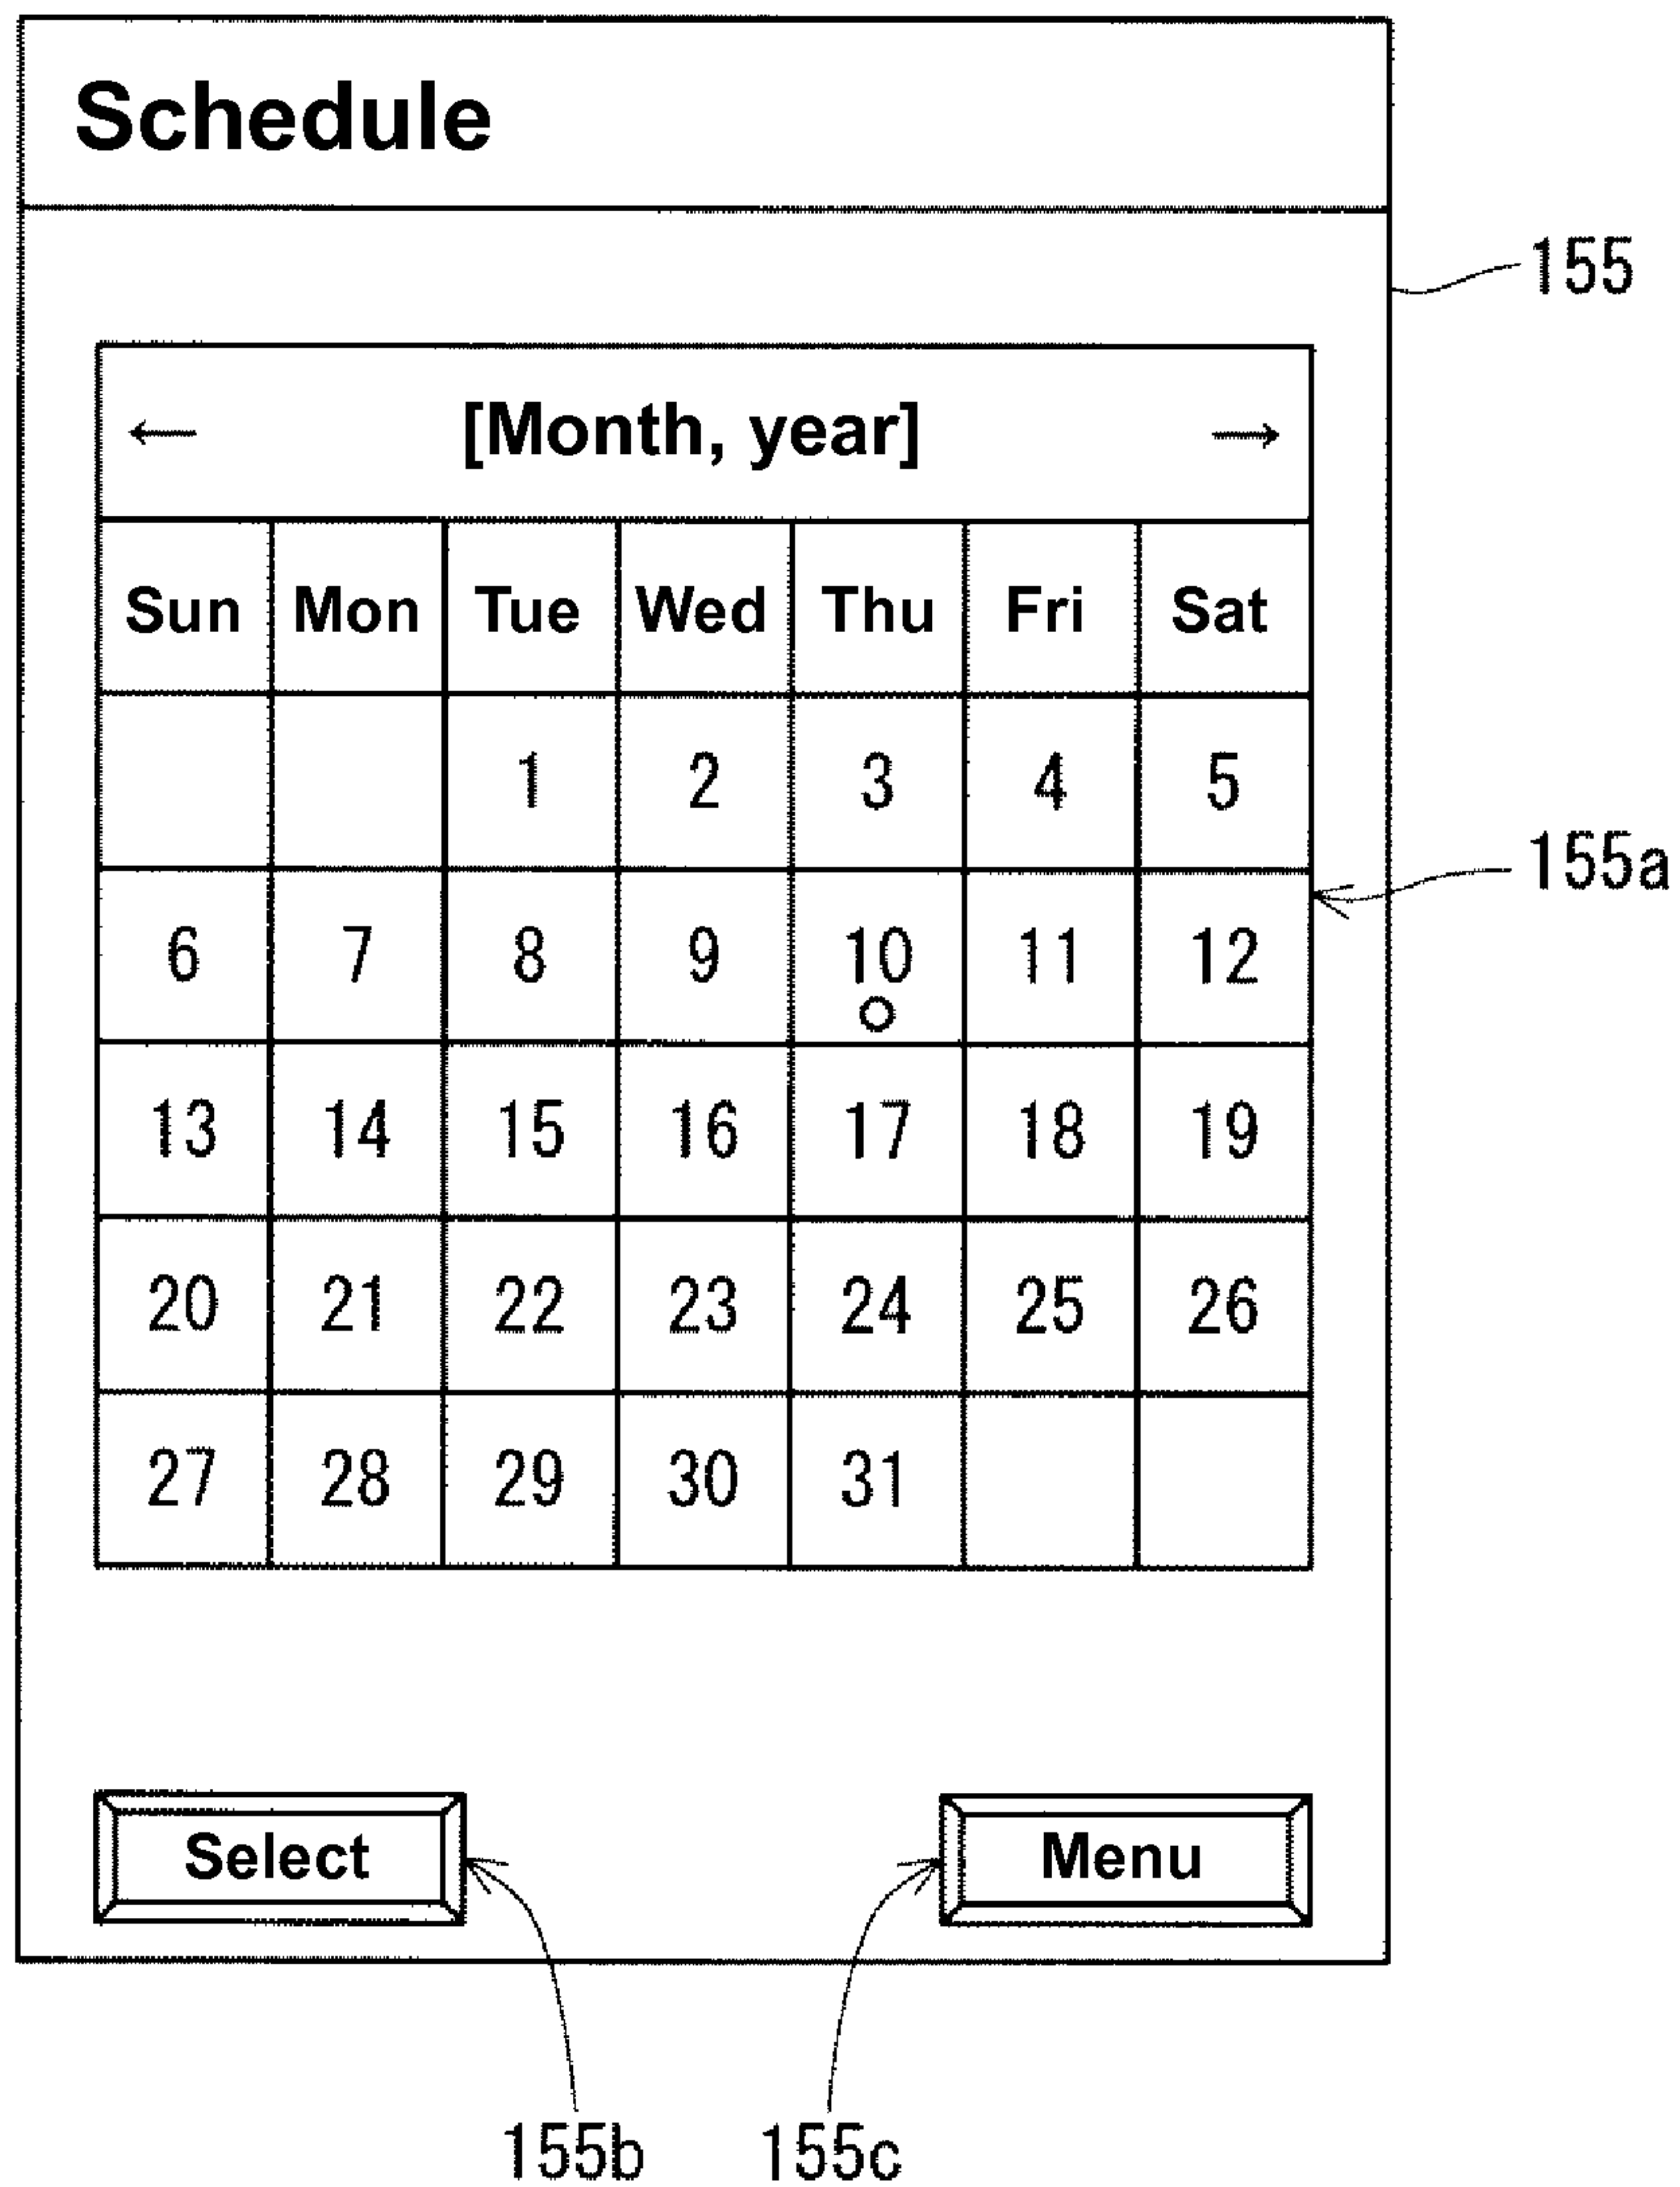 Schedule
155
← [Month, year] →
Sun Mon Tue Wed Thu Fri Sat
1 2 3 4 5
155a
6 7 8 9 10 11 12
13 14 15 16 17 18 19
20 21 22 23 24 25 26
27 28 29 30 31
Select Menu
155b 155c